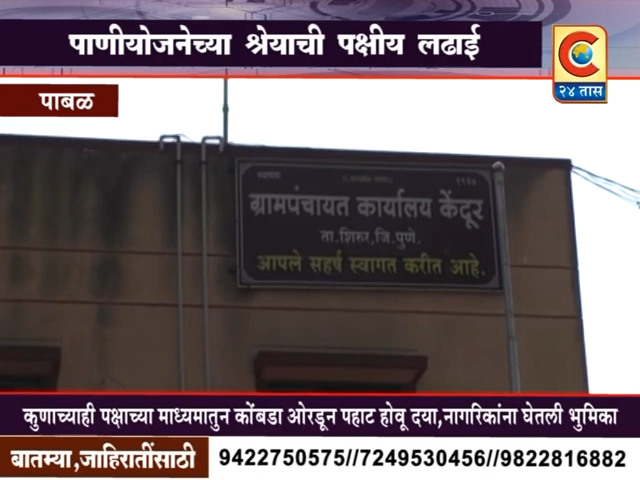 पाणीयोजनेच्या श्रेयाची पक्षीय लढाई
C
२४ तास
पाबळ
ग्रामपंचायत कार्यालय केंदूर
ता.शिरुर,जि.पुणे.
आपले सहर्ष स्वागत करीत आहे.
कुणाच्याही पक्षाच्या माध्यमातुन कोंबडा ओरडून पहाट होवू दया,नागरिकांना घेतली भुमिका
बातम्या,जाहिरातींसाठी
9422750575//7249530456//9822816882